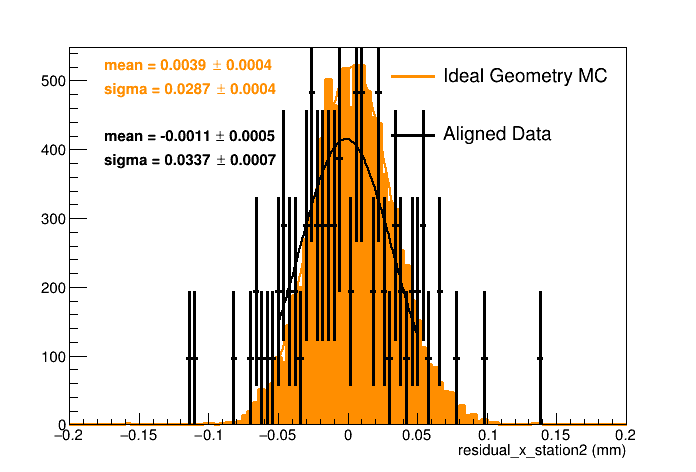 mean = 0.0039 ± 0.0004
sigma = 0.0287 ± 0.0004
mean = -0.0011 ± 0.0005
sigma = 0.0337 ± 0.0007
Ideal Geometry MC
Aligned Data
500
400
300
200
100
0
−0.2 −0.15 −0.1 −0.05 0 0.05 0.1 0.15 0.2
residual_x_station2 (mm)